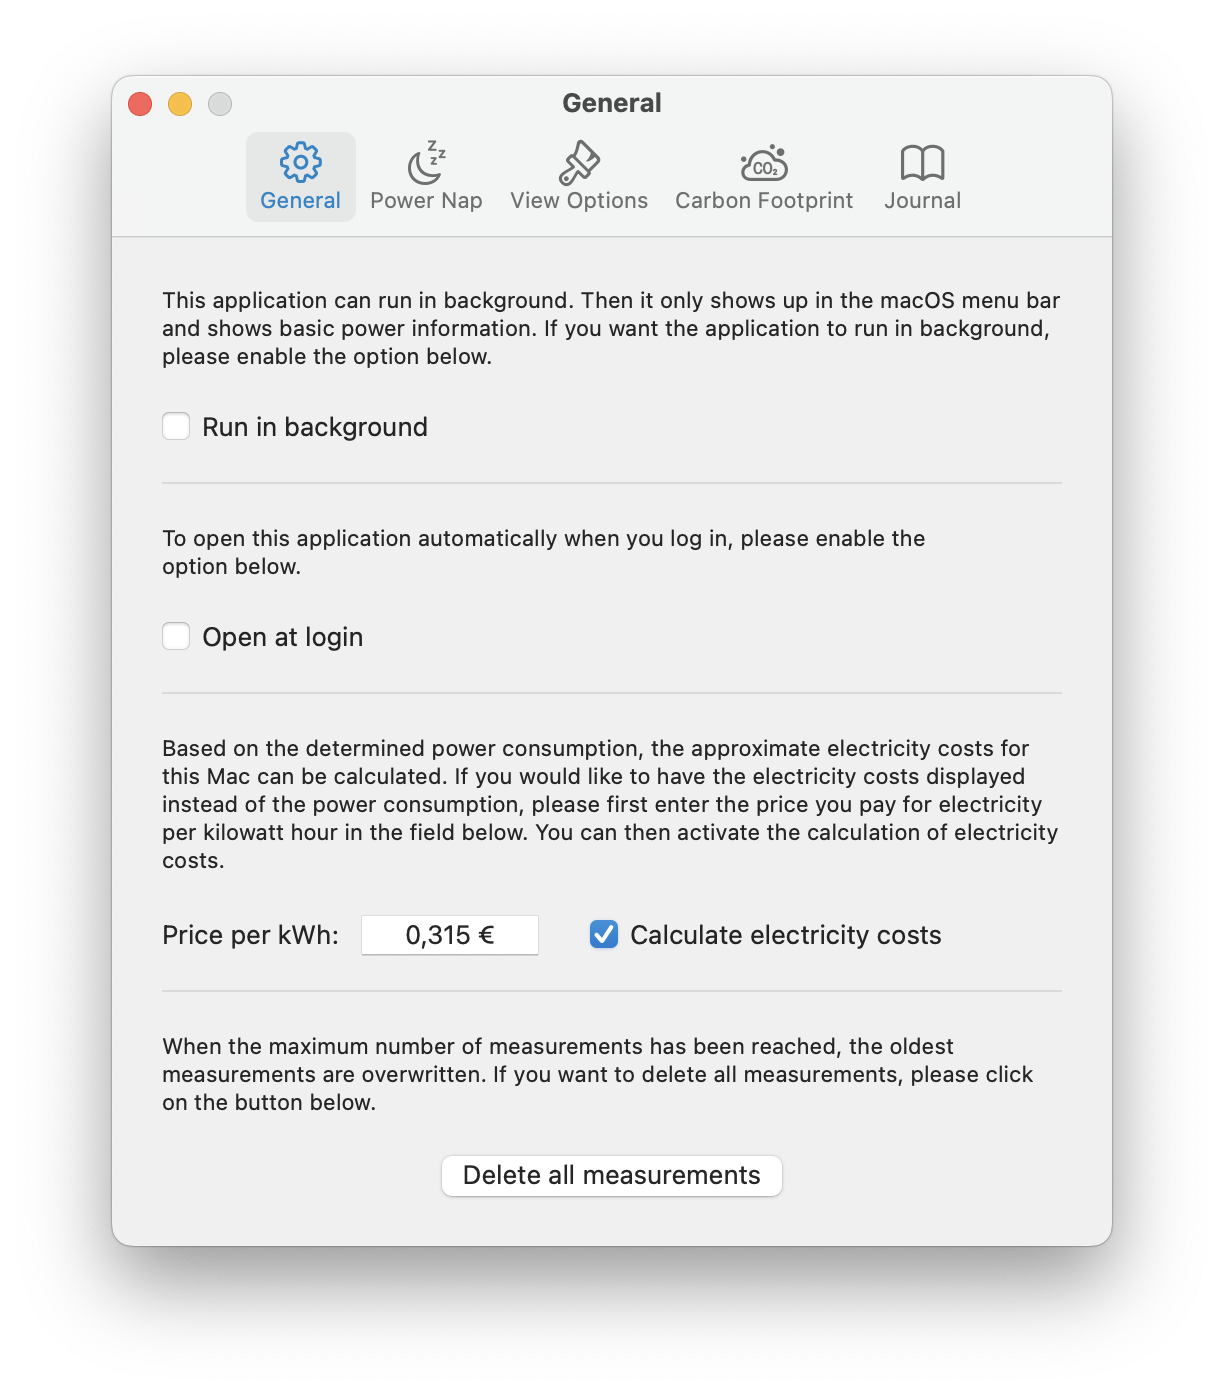 General
General
Power Nap
View Options
Carbon Footprint
Journal
z z z
CO₂
This application can run in background. Then it only shows up in the macOS menu bar
and shows basic power information. If you want the application to run in background,
please enable the option below.
Run in background
To open this application automatically when you log in, please enable the
option below.
Open at login
Based on the determined power consumption, the approximate electricity costs for
this Mac can be calculated. If you would like to have the electricity costs displayed
instead of the power consumption, please first enter the price you pay for electricity
per kilowatt hour in the field below. You can then activate the calculation of electricity
costs.
Price per kWh: 0,315 € Calculate electricity costs
When the maximum number of measurements has been reached, the oldest
measurements are overwritten. If you want to delete all measurements, please click
on the button below.
Delete all measurements